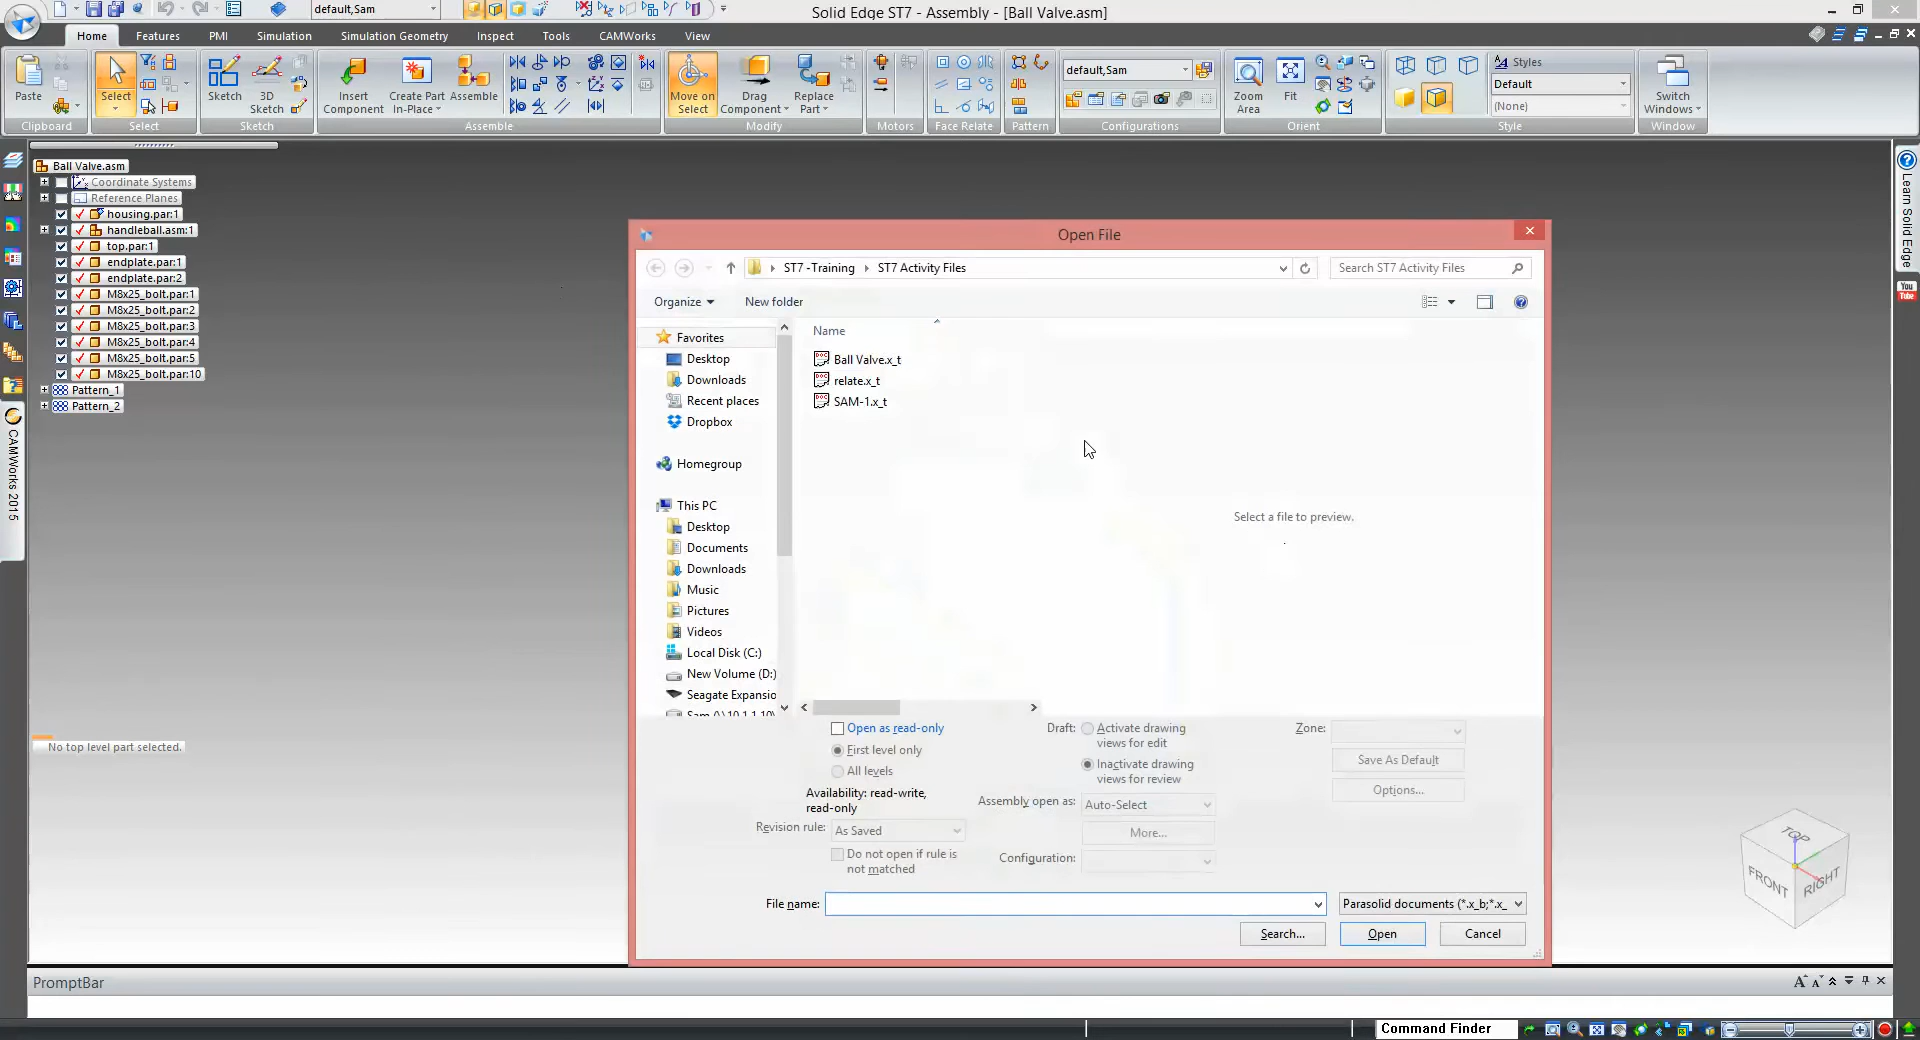 default,Sam
Solid Edge ST7 - Assembly - [Ball Valve.asm]
Home Features PMI Simulation Simulation Geometry Inspect Tools CAMWorks View
Paste
Select
Sketch
3D Sketch
Insert Component
Create Part In-Place
Assemble
Move on Select
Drag Component
Replace Part
default,Sam
Zoom Area
Fit
Styles
Default
(None)
Switch Windows
Clipboard Select Sketch Assemble Modify Motors Face Relate Pattern Configurations Orient Style Window
Ball Valve.asm
Coordinate Systems
Reference Planes
housing.par:1
handleball.asm:1
top.par:1
endplate.par:1
endplate.par:2
M8x25_bolt.par:1
M8x25_bolt.par:2
M8x25_bolt.par:3
M8x25_bolt.par:4
M8x25_bolt.par:5
M8x25_bolt.par:10
Pattern_1
Pattern_2
CAMWorks 2015
No top level part selected.
Learn Solid Edge
You Tube
Open File
ST7 -Training ST7 Activity Files
Search ST7 Activity Files
Organize New folder
Favorites
Desktop
Downloads
Recent places
Dropbox
Homegroup
This PC
Desktop
Documents
Downloads
Music
Pictures
Videos
Local Disk (C:)
New Volume (D:)
Seagate Expansio
Name
Ball Valve.x_t
relate.x_t
SAM-1.x_t
Select a file to preview.
Open as read-only
First level only
All levels
Availability: read-write,
read-only
Revision rule: As Saved
Do not open if rule is
not matched
Draft: Activate drawing
views for edit
Inactivate drawing
views for review
Assembly open as: Auto-Select
More...
Configuration:
Zone:
Save As Default
Options...
File name:
Parasolid documents (*.x_b;*.x_
Search... Open Cancel
TOP
FRONT
RIGHT
PromptBar
Command Finder